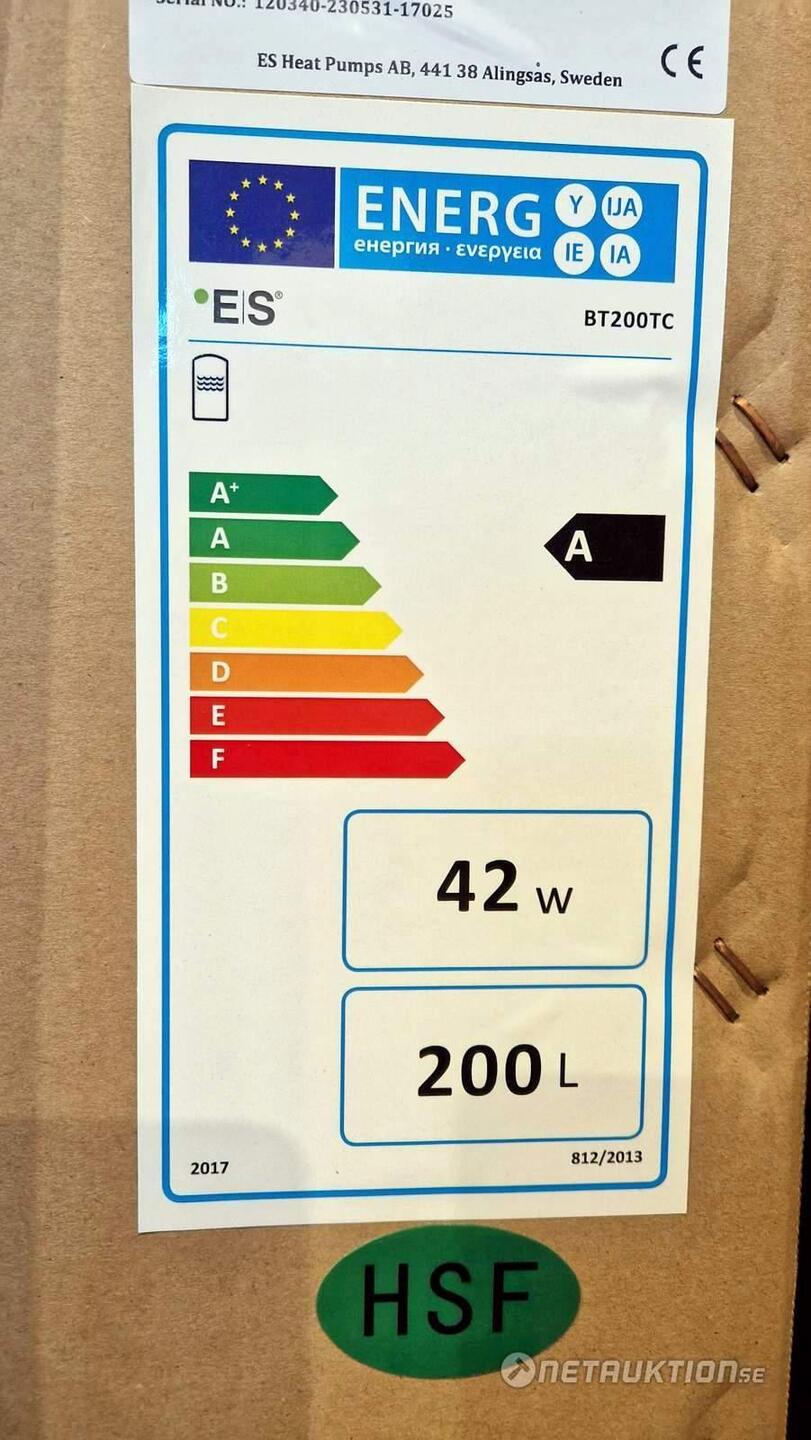 Serial NO.: 120340-230531-17025
ES Heat Pumps AB, 441 38 Alingsås, Sweden
CE
ENERG
енергия · ενεργεια
Y IJA
IE IA
E|S®
BT200TC
A+
A
A
B
C
D
E
F
42 W
200 L
2017
812/2013
HSF
NETAUKTION.SE